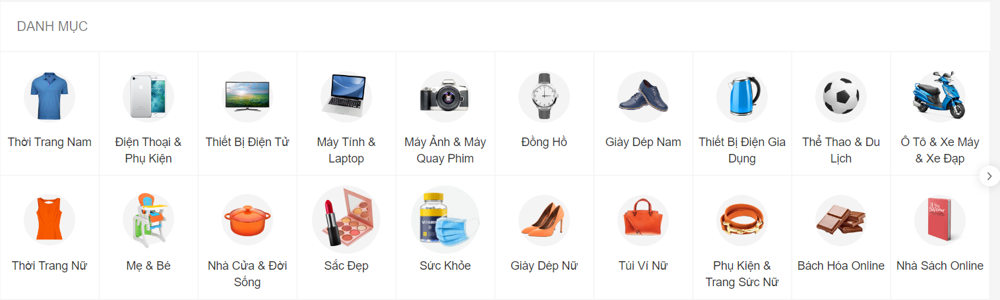 DANH MỤC
Thời Trang Nam
Điện Thoại &
Phụ Kiện
Thiết Bị Điện Tử
Máy Tính &
Laptop
Máy Ảnh & Máy
Quay Phim
Đồng Hồ
Giày Dép Nam
Thiết Bị Điện Gia
Dụng
Thể Thao & Du
Lịch
Ô Tô & Xe Máy
& Xe Đạp
Thời Trang Nữ
Mẹ & Bé
Nhà Cửa & Đời
Sống
Sắc Đẹp
VITAMIN
D
Sức Khỏe
Giày Dép Nữ
Túi Ví Nữ
Phụ Kiện &
Trang Sức Nữ
Bách Hóa Online
Nhà Sách Online